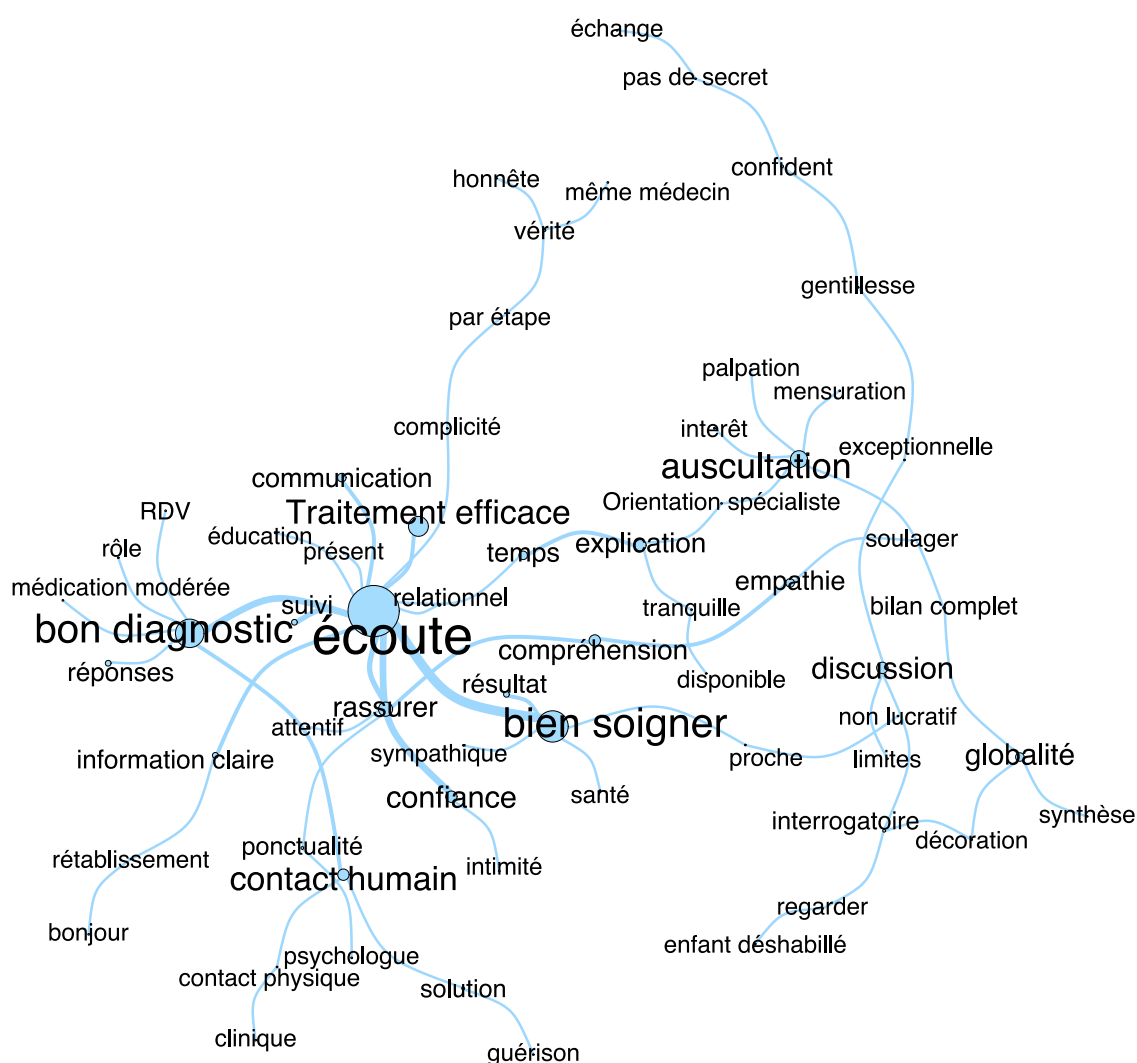 échange
pas de secret
confident
honnête
même médecin
vérité
gentillesse
par étape
palpation
mensuration
complicité
interêt
exceptionnelle
communication
auscultation
Orientation spécialiste
RDV
Traitement efficace
éducation
soulager
rôle
présent
temps
explication
empathie
médication modérée
suivi
relationnel
tranquille
bilan complet
bon diagnostic
écoute
compréhension
réponses
résultat
disponible
discussion
rassurer
attentif
bien soigner
non lucratif
information claire
sympathique
proche
limites
globalité
confiance
santé
synthèse
interrogatoire
décoration
ponctualité
rétablissement
intimité
contact humain
regarder
bonjour
enfant déshabillé
psychologue
contact physique
solution
clinique
guérison